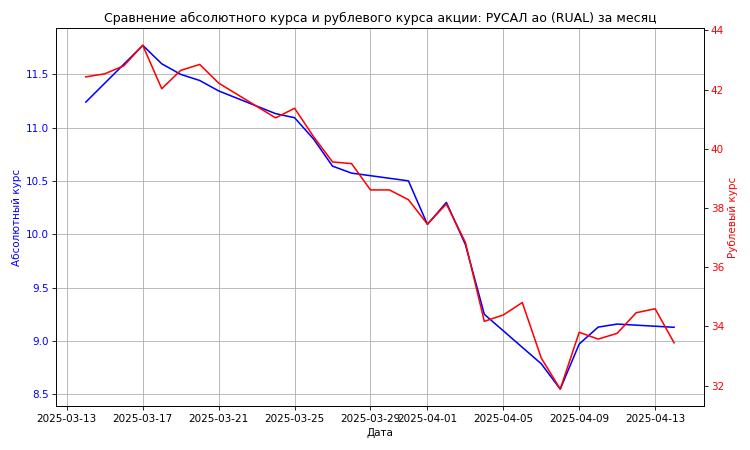 Сравнение абсолютного курса и рублевого курса акции: РУСАЛ ао (RUAL) за месяц
Абсолютный курс
11.5
11.0
10.5
10.0
9.5
9.0
8.5
44
42
40
38
36
34
32
Рублевый курс
2025-03-13 2025-03-17 2025-03-21 2025-03-25 2025-03-29 2025-04-01 2025-04-05 2025-04-09 2025-04-13
Дата